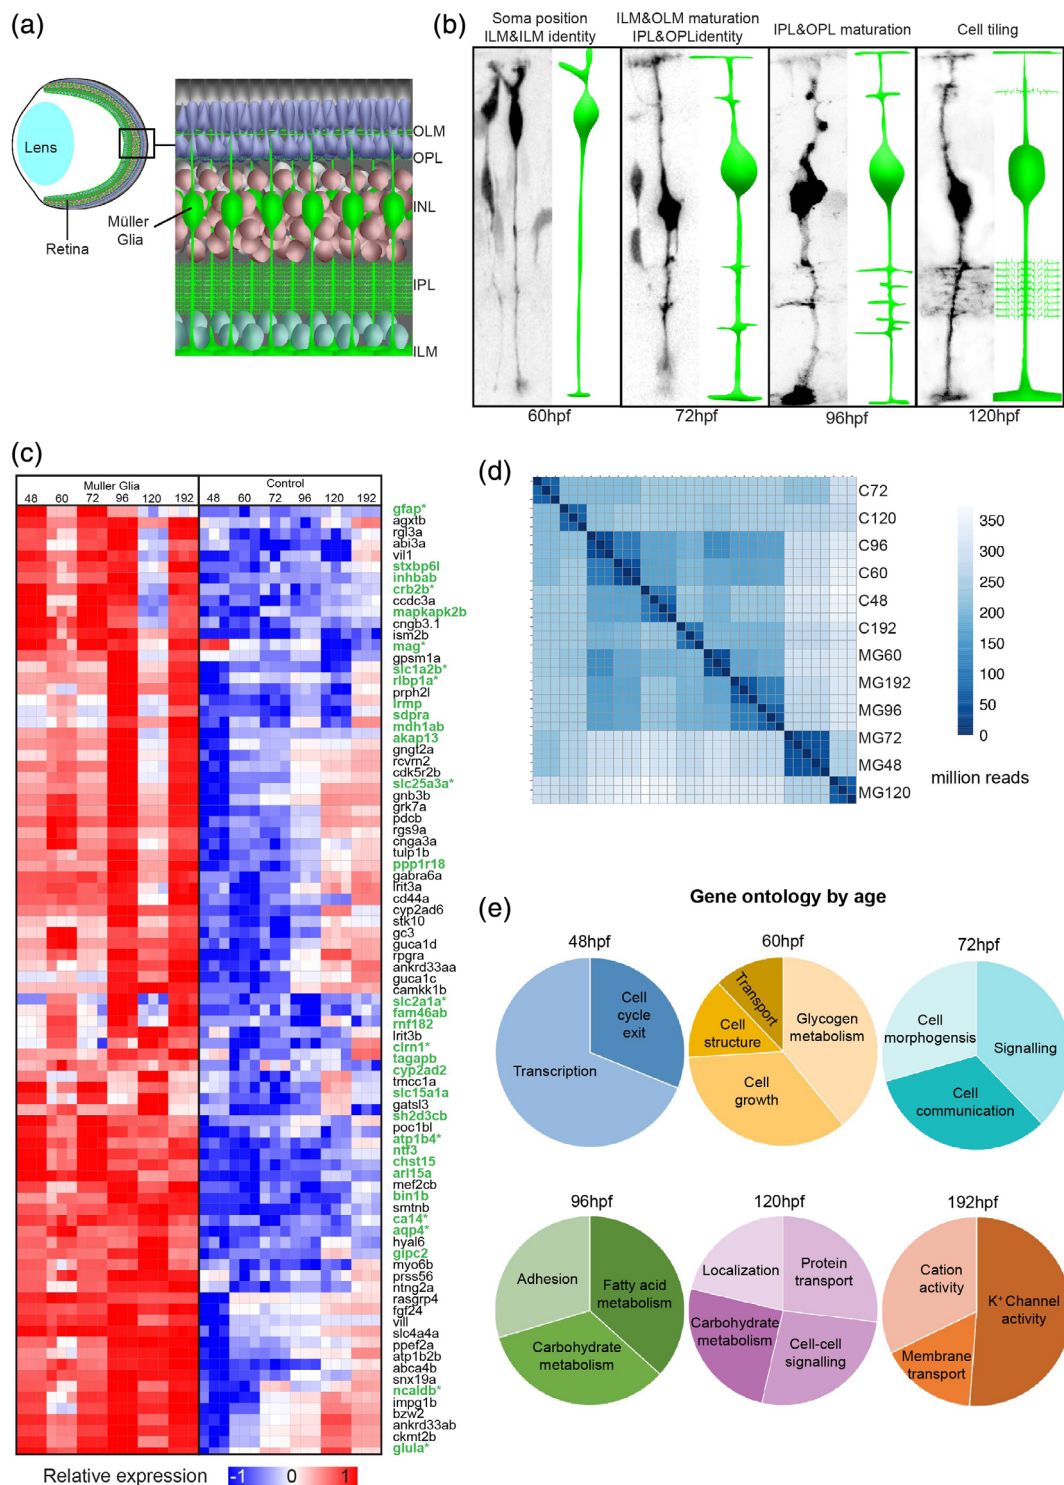 (a)
Lens
Retina
Müller
Glia
OLM
OPL
INL
IPL
ILM
(b)
Soma position
ILM&ILM identity
ILM&OLM maturation
IPL&OPLidentity
IPL&OPL maturation
Cell tiling
60hpf
72hpf
96hpf
120hpf
(c)
Muller Glia
Control
48 60 72 96 120 192
48 60 72 96 120 192
gfap*
agxtb
rgl3a
abi3a
vil1
stxbp6l
inhbab
crb2b*
ccdc3a
mapkapk2b
cngb3.1
ism2b
mag*
gpsm1a
slc1a2b*
rlbp1a*
prph2l
lrmp
sdpra
mdh1ab
akap13
gngt2a
rcvrn2
cdk5r2b
slc25a3a*
gnb3b
grk7a
pdcb
rgs9a
cnga3a
tulp1b
ppp1r18
gabra6a
lrit3a
cd44a
cyp2ad6
stk10
gc3
guca1d
rpgra
ankrd33aa
guca1c
camkk1b
slc2a1a*
fam46ab
rnf182
lrit3b
clrn1*
tagapb
cyp2ad2
tmcc1a
slc15a1a
gatsl3
sh2d3cb
poc1bl
atp1b4*
ntf3
chst15
arl15a
mef2cb
bin1b
smtnb
ca14*
aqp4*
hyal6
gipc2
myo6b
prss56
ntng2a
rasgrp4
fgf24
vill
slc4a4a
ppef2a
atp1b2b
abca4b
snx19a
ncaldb*
impg1b
bzw2
ankrd33ab
ckmt2b
glula*
Relative expression
-1 0 1
(d)
C72
C120
C96
C60
C48
C192
MG60
MG192
MG96
MG72
MG48
MG120
350
300
250
200
150
100
50
0
million reads
(e)
Gene ontology by age
48hpf
Cell
cycle
exit
Transcription
60hpf
Transport
Glycogen
metabolism
Cell
structure
Cell
growth
72hpf
Cell
morphogensis
Signalling
Cell
communication
96hpf
Adhesion
Fatty acid
metabolism
Carbohydrate
metabolism
120hpf
Localization
Protein
transport
Carbohydrate
metabolism
Cell-cell
signalling
192hpf
Cation
activity
K+ Channel
activity
Membrane
transport